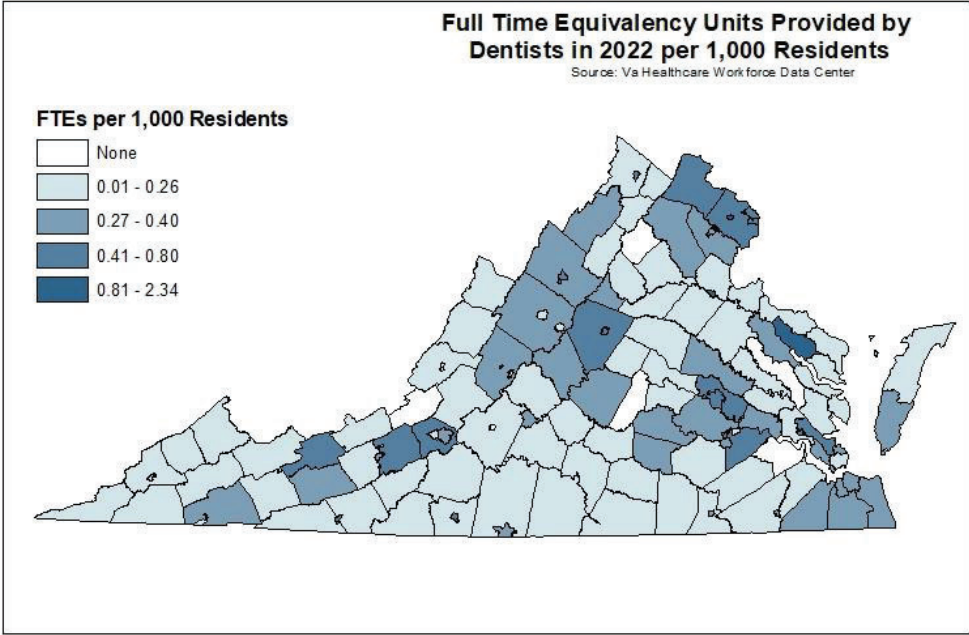 Full Time Equivalency Units Provided by
Dentists in 2022 per 1,000 Residents
Source: Va Healthcare Work force Data Center
FTEs per 1,000 Residents
None
0.01 - 0.26
0.27 - 0.40
0.41 - 0.80
0.81 - 2.34